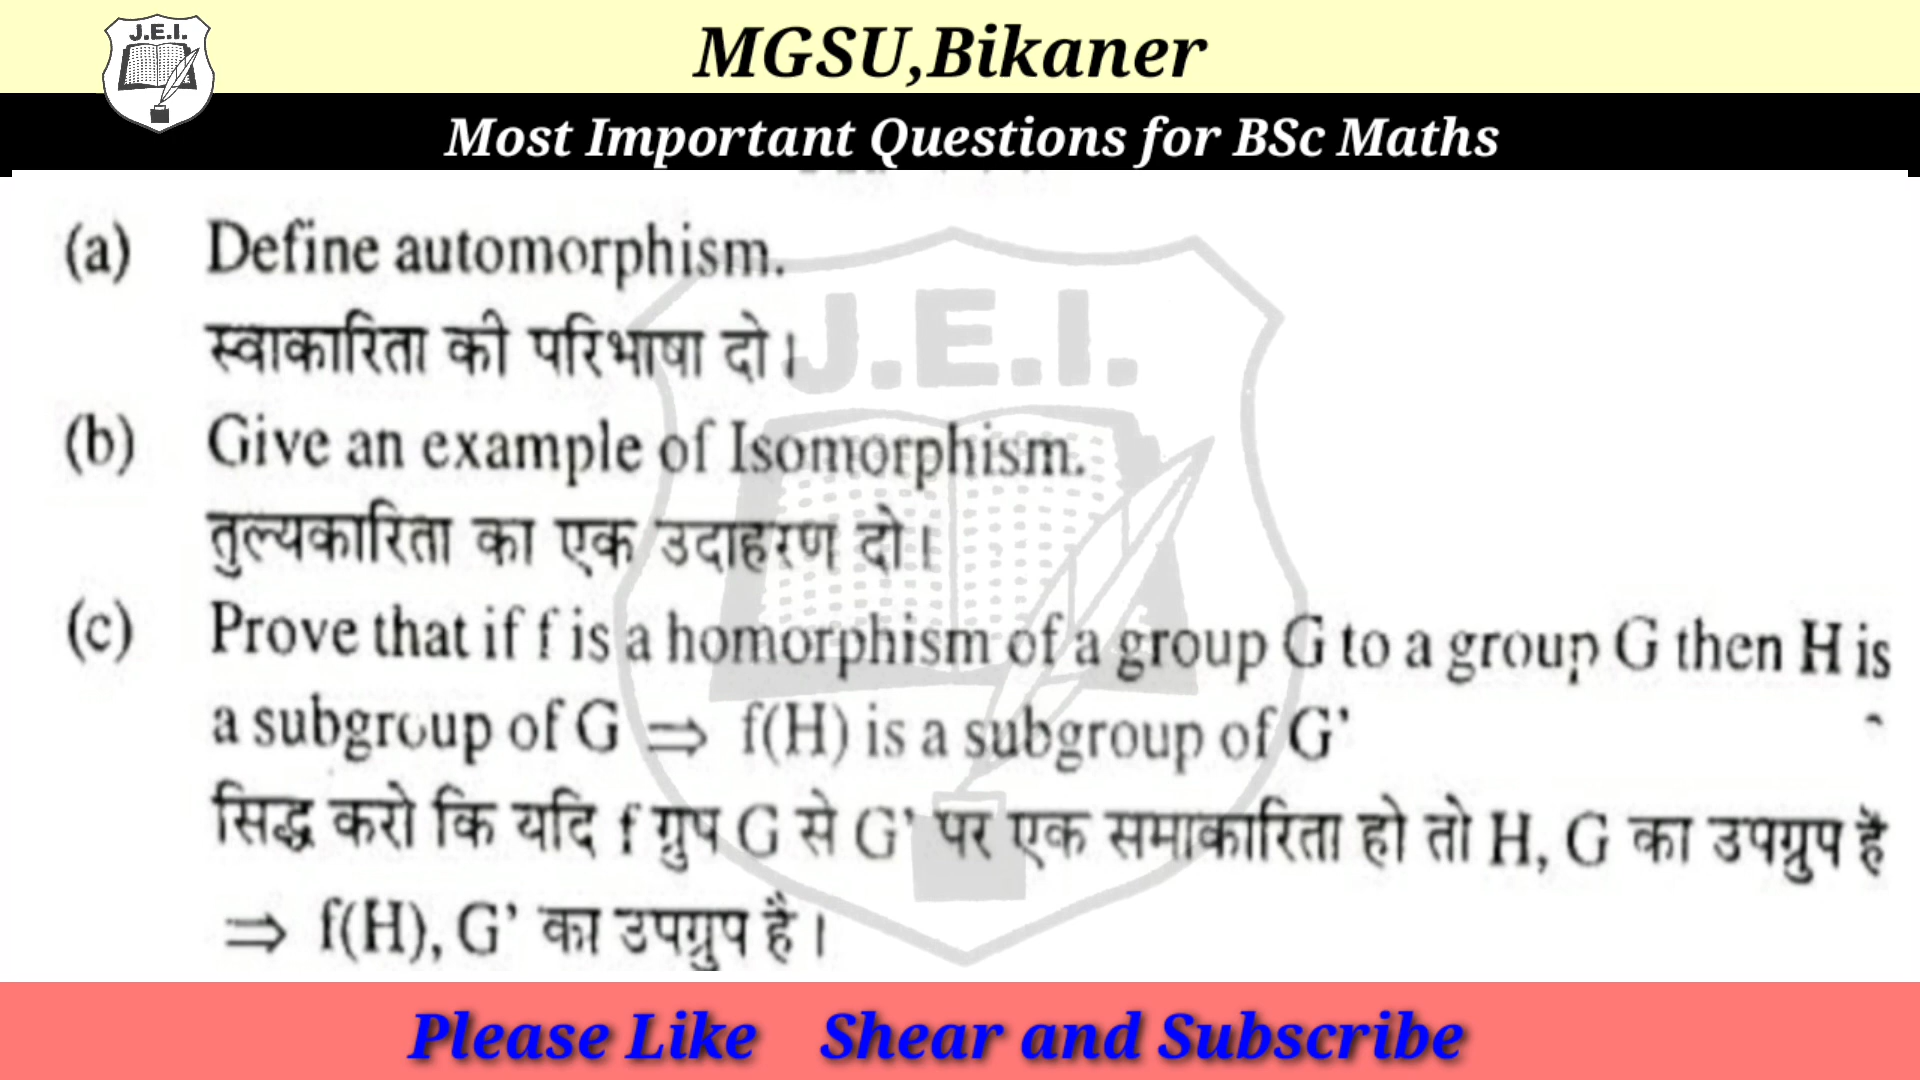 J.E.I.
MGSU,Bikaner
Most Important Questions for BSc Maths
J.E.I.
(a) Define automorphism.
स्वाकारिता की परिभाषा दो।
(b) Give an example of Isomorphism.
तुल्यकारिता का एक उदाहरण दो।
(c) Prove that if f is a homorphism of a group G to a group G then H is
a subgroup of G ⇒ f(H) is a subgroup of G’
सिद्ध करो कि यदि f ग्रुप G से G’ पर एक समाकारिता हो तो H, G का उपग्रुप है
⇒ f(H), G’ का उपग्रुप है।
Please Like Shear and Subscribe